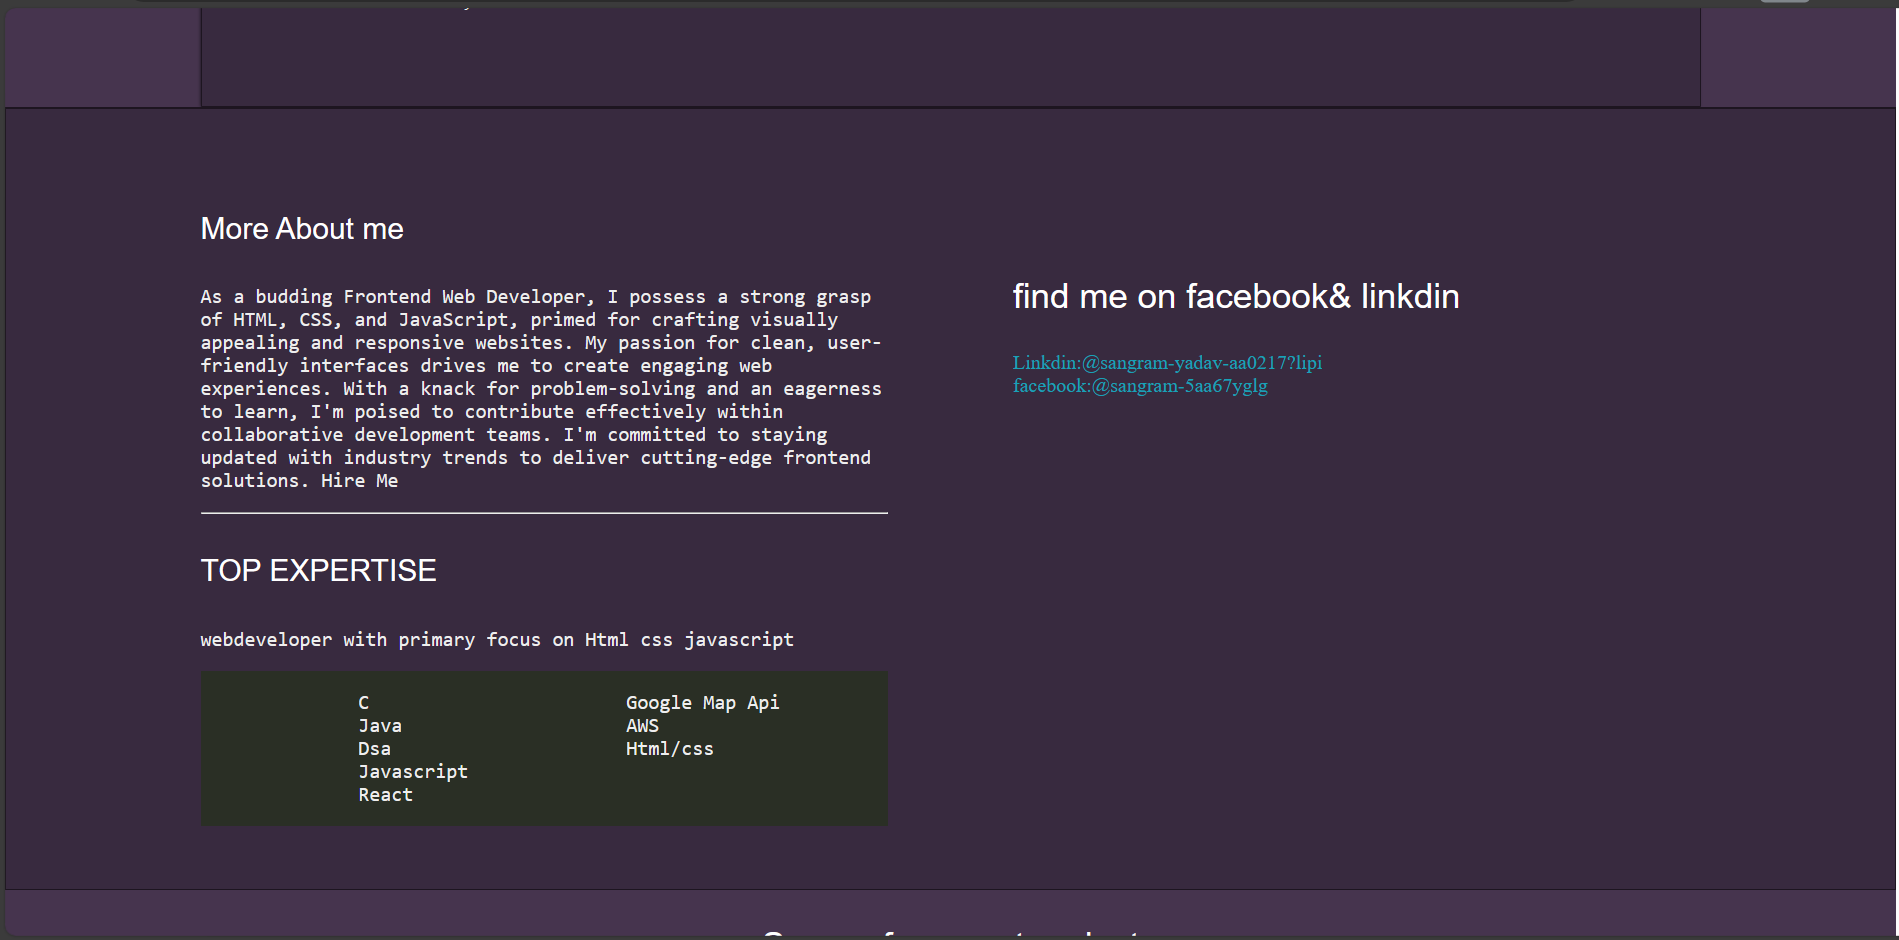 More About me
As a budding Frontend Web Developer, I possess a strong grasp
of HTML, CSS, and JavaScript, primed for crafting visually
appealing and responsive websites. My passion for clean, user-
friendly interfaces drives me to create engaging web
experiences. With a knack for problem-solving and an eagerness
to learn, I'm poised to contribute effectively within
collaborative development teams. I'm committed to staying
updated with industry trends to deliver cutting-edge frontend
solutions. Hire Me
TOP EXPERTISE
webdeveloper with primary focus on Html css javascript
C
Java
Dsa
Javascript
React
Google Map Api
AWS
Html/css
find me on facebook& linkdin
Linkdin:@sangram-yadav-aa0217?lipi
facebook:@sangram-5aa67yglg